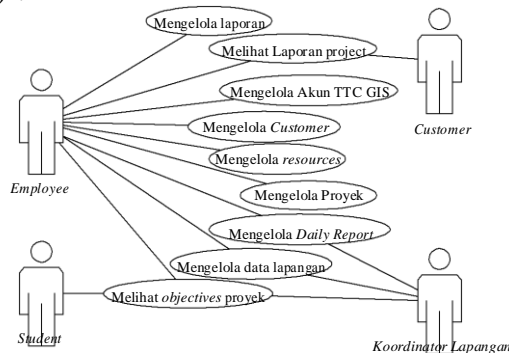 Mengelola laporan
Melihat Laporan project
Mengelola Akun TTC GIS
Mengelola Customer
Customer
Mengelola resources
Employee
Mengelola Proyek
Mengelola Daily Report
Mengelola data lapangan
Melihat objectives proyek
Student
Koordinator Lapangan